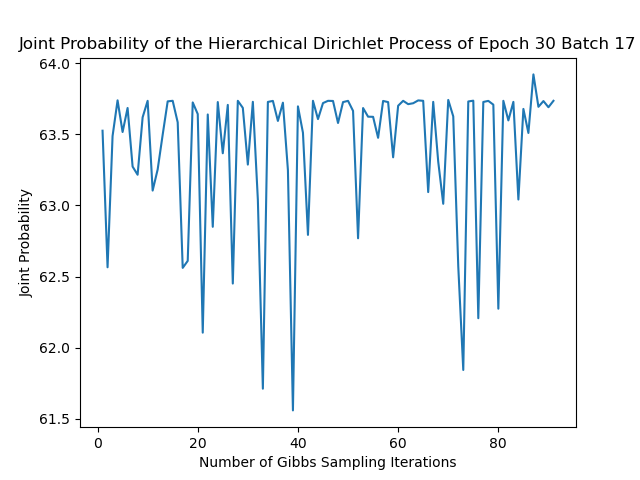 Joint Probability of the Hierarchical Dirichlet Process of Epoch 30 Batch 17
64.0
63.5
63.0
62.5
62.0
61.5
Joint Probability
0 20 40 60 80
Number of Gibbs Sampling Iterations